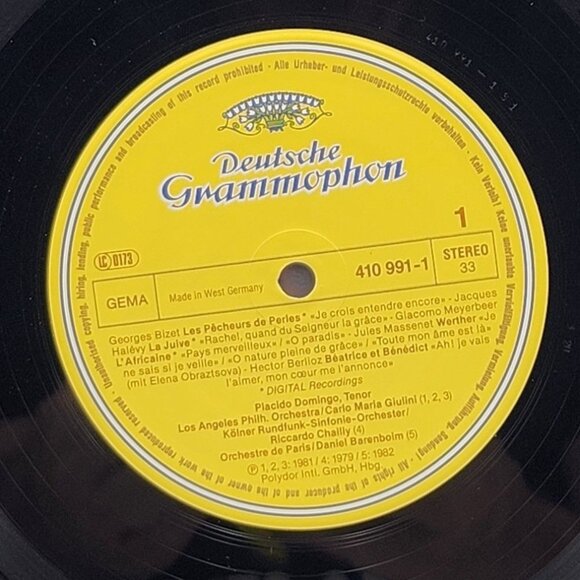 Alle Urheber- und Leistungsschutzrechte vorbehalten · Kein Verleih! Keine unerlaubte Vervielfältigung, Vermietung, Aufführung, Sendung! · All rights of the producer and of the owner of the work reproduced reserved · Unauthorised copying, hiring, lending, public performance and broadcasting of this record prohibited ·
Deutsche
Grammophon
1
LC 0173
GEMA
Made in West Germany
410 991-1
STEREO
33
Georges Bizet Les Pêcheurs de Perles* »Je crois entendre encore« · Jacques
Halévy La Juive* »Rachel, quand du Seigneur la grâce« · Giacomo Meyerbeer
L'Africaine* »Pays merveilleux« / »O paradis« · Jules Massenet Werther »Je
ne sais si je veille / »O nature pleine de grâce« / »Toute mon âme est là«
(mit Elena Obraztsova) · Hector Berlioz Béatrice et Bénédict »Ah! je vais
l'aimer, mon cœur me l'annonce«
* DIGITAL Recordings
Placido Domingo, Tenor
Los Angeles Philh. Orchestra/Carlo Maria Giulini (1, 2, 3)
Kölner Rundfunk-Sinfonie-Orchester/
Riccardo Chailly (4)
Orchestre de Paris/Daniel Barenboim (5)
Ⓟ 1, 2, 3: 1981 / 4: 1979 / 5: 1982
Polydor Intl. GmbH, Hbg.